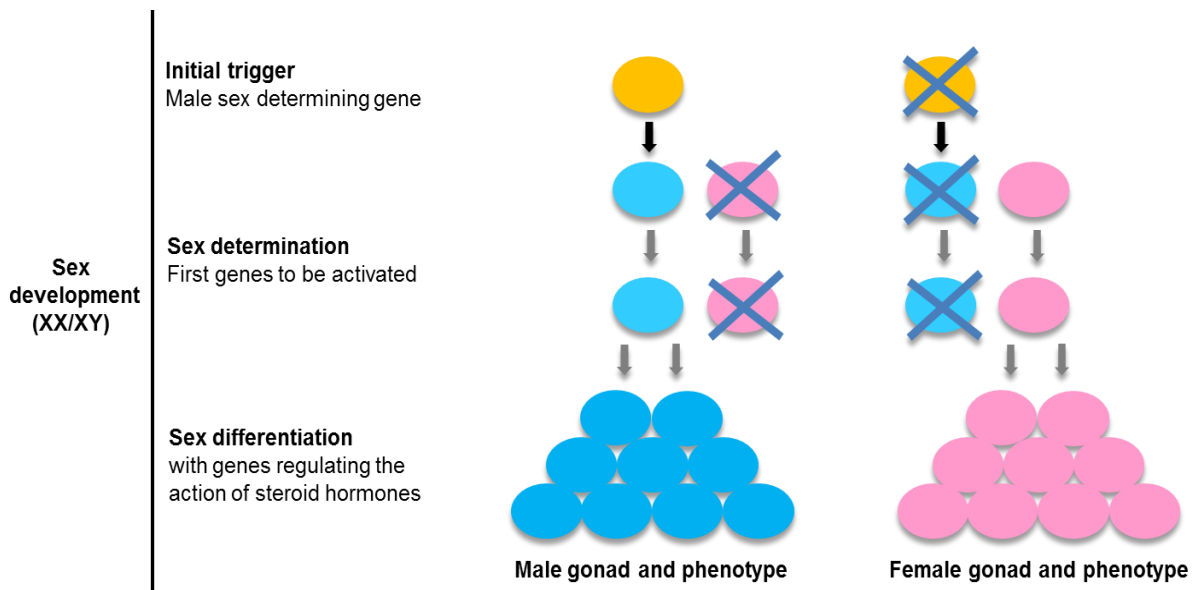 Initial trigger
Male sex determining gene
Sex determination
First genes to be activated
Sex
development
(XX/XY)
Sex differentiation
with genes regulating the
action of steroid hormones
Male gonad and phenotype
Female gonad and phenotype